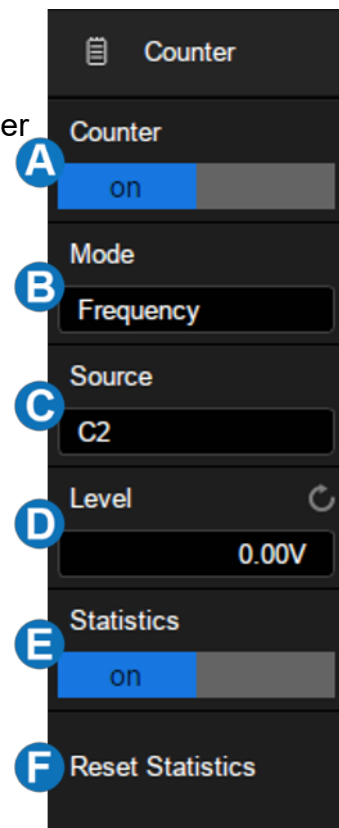 Counter
er
Counter
A
on
Mode
B
Frequency
Source
C
C2
Level
D
0.00V
Statistics
E
on
F Reset Statistics